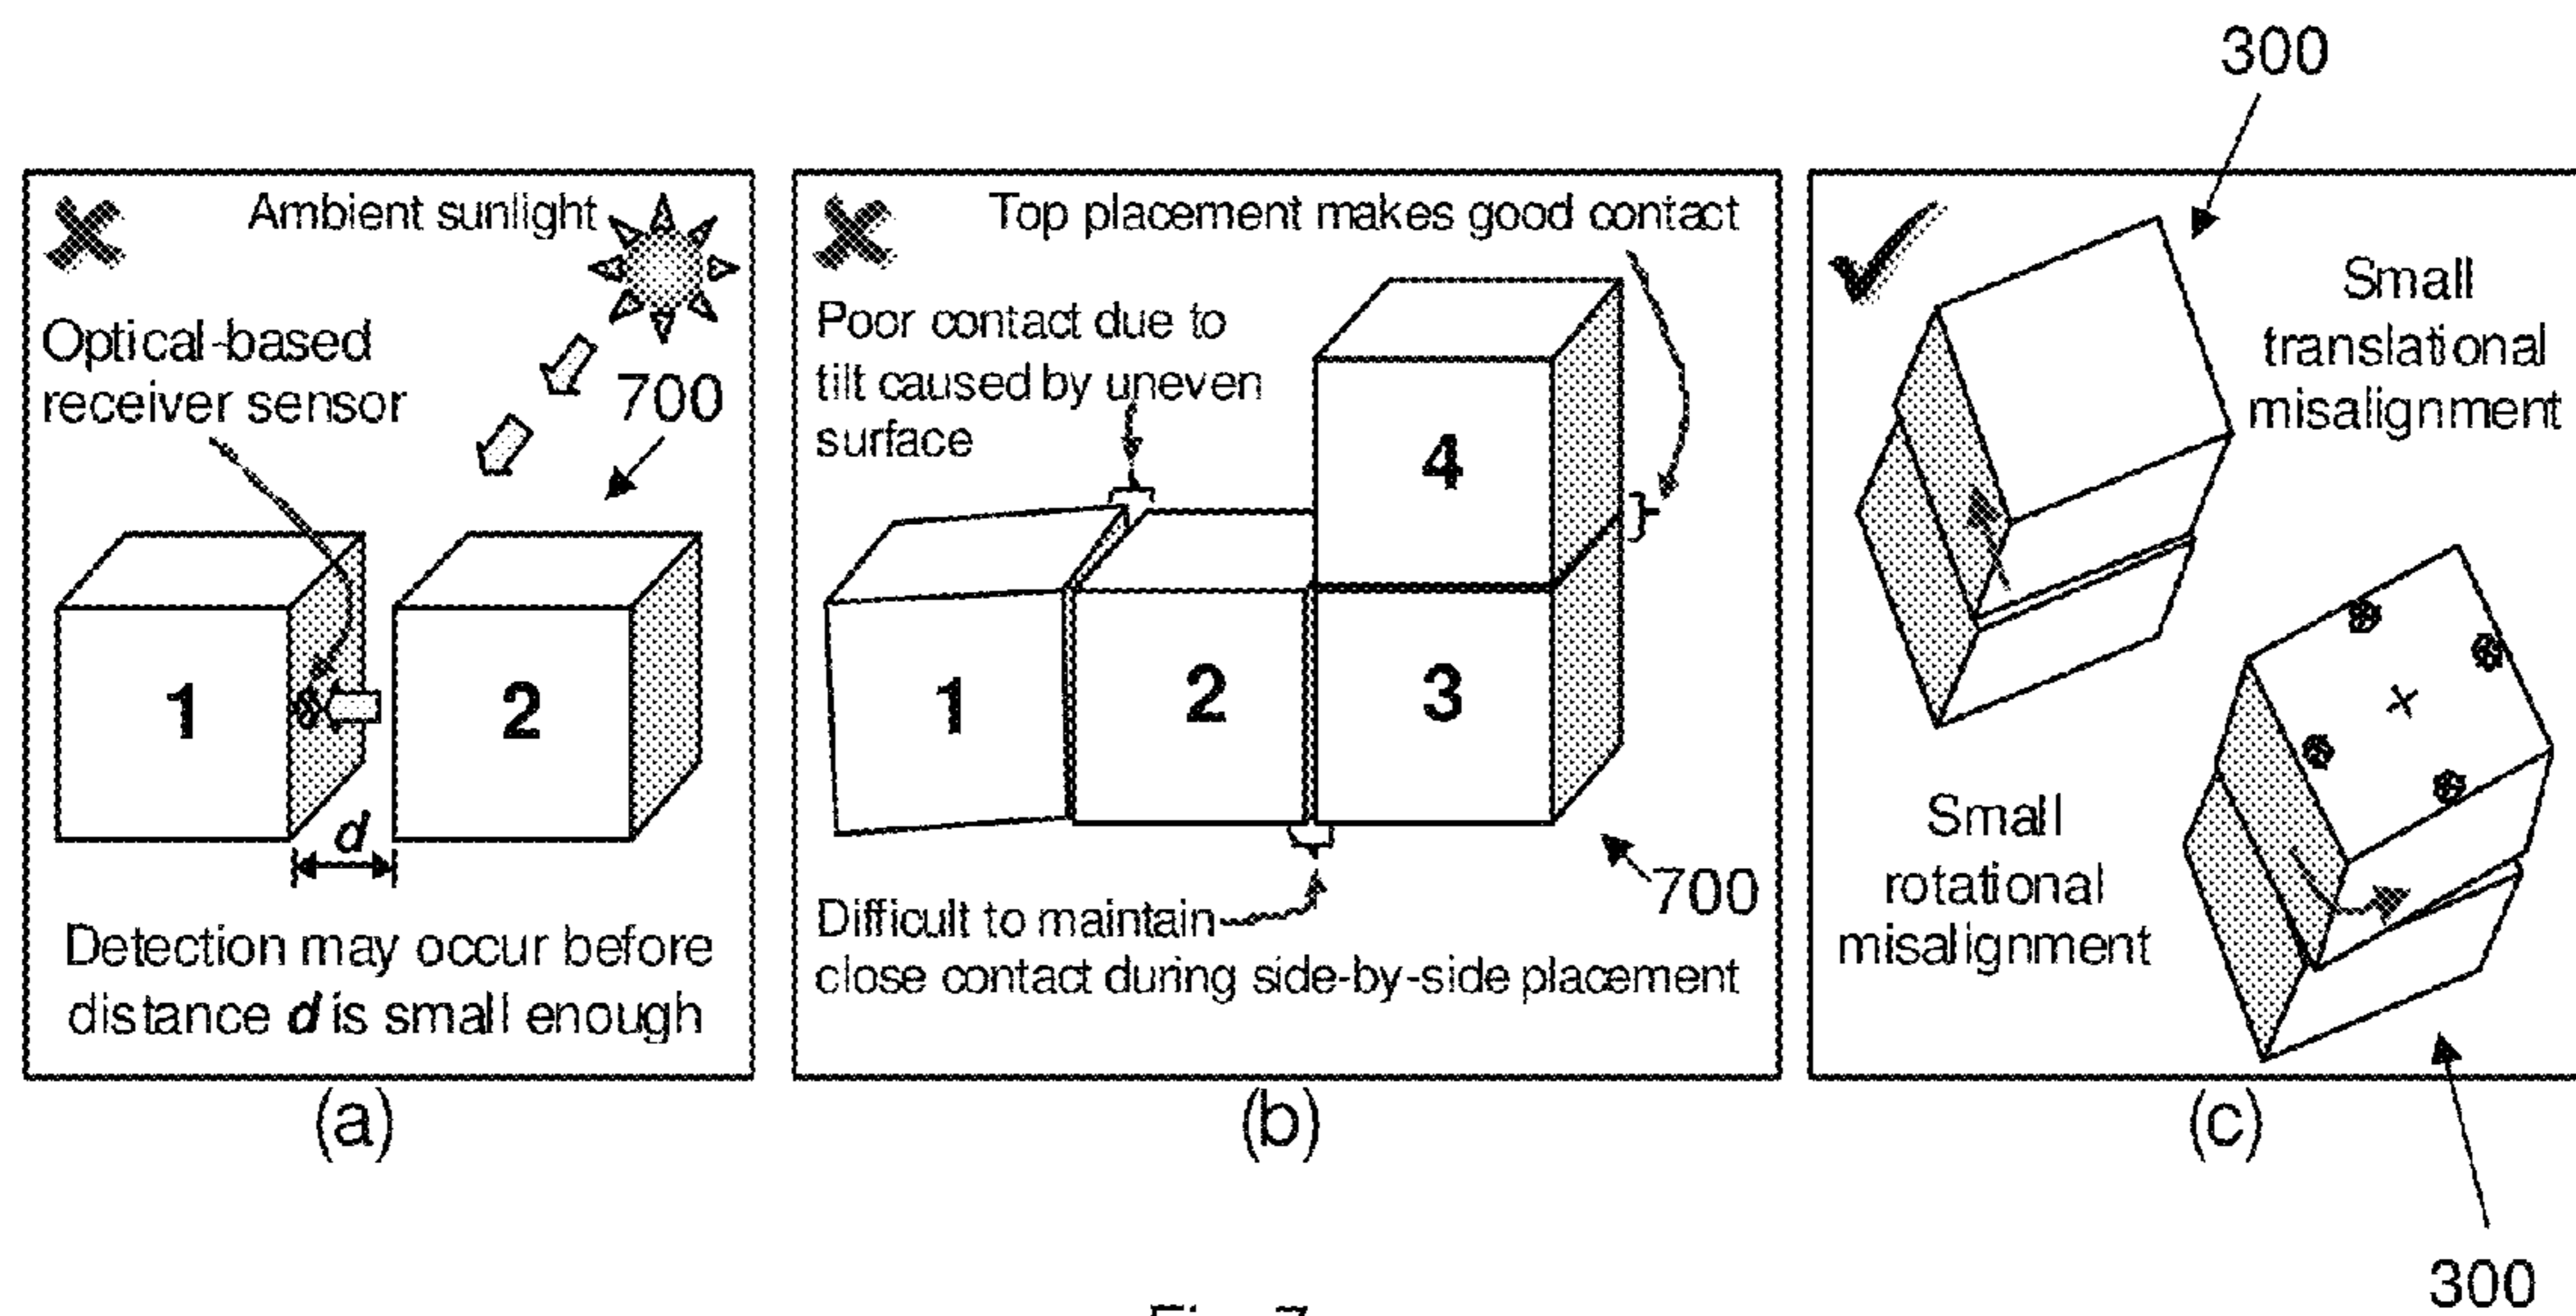 300
Ambient sunlight
Optical-based
receiver sensor
700
1
2
d
Detection may occur before
distance d is small enough
(a)
Top placement makes good contact
Poor contact due to
tilt caused by uneven
surface
4
1
2
3
700
Difficult to maintain
close contact during side-by-side placement
(b)
Small
translational
misalignment
Small
rotational
misalignment
(c)
300